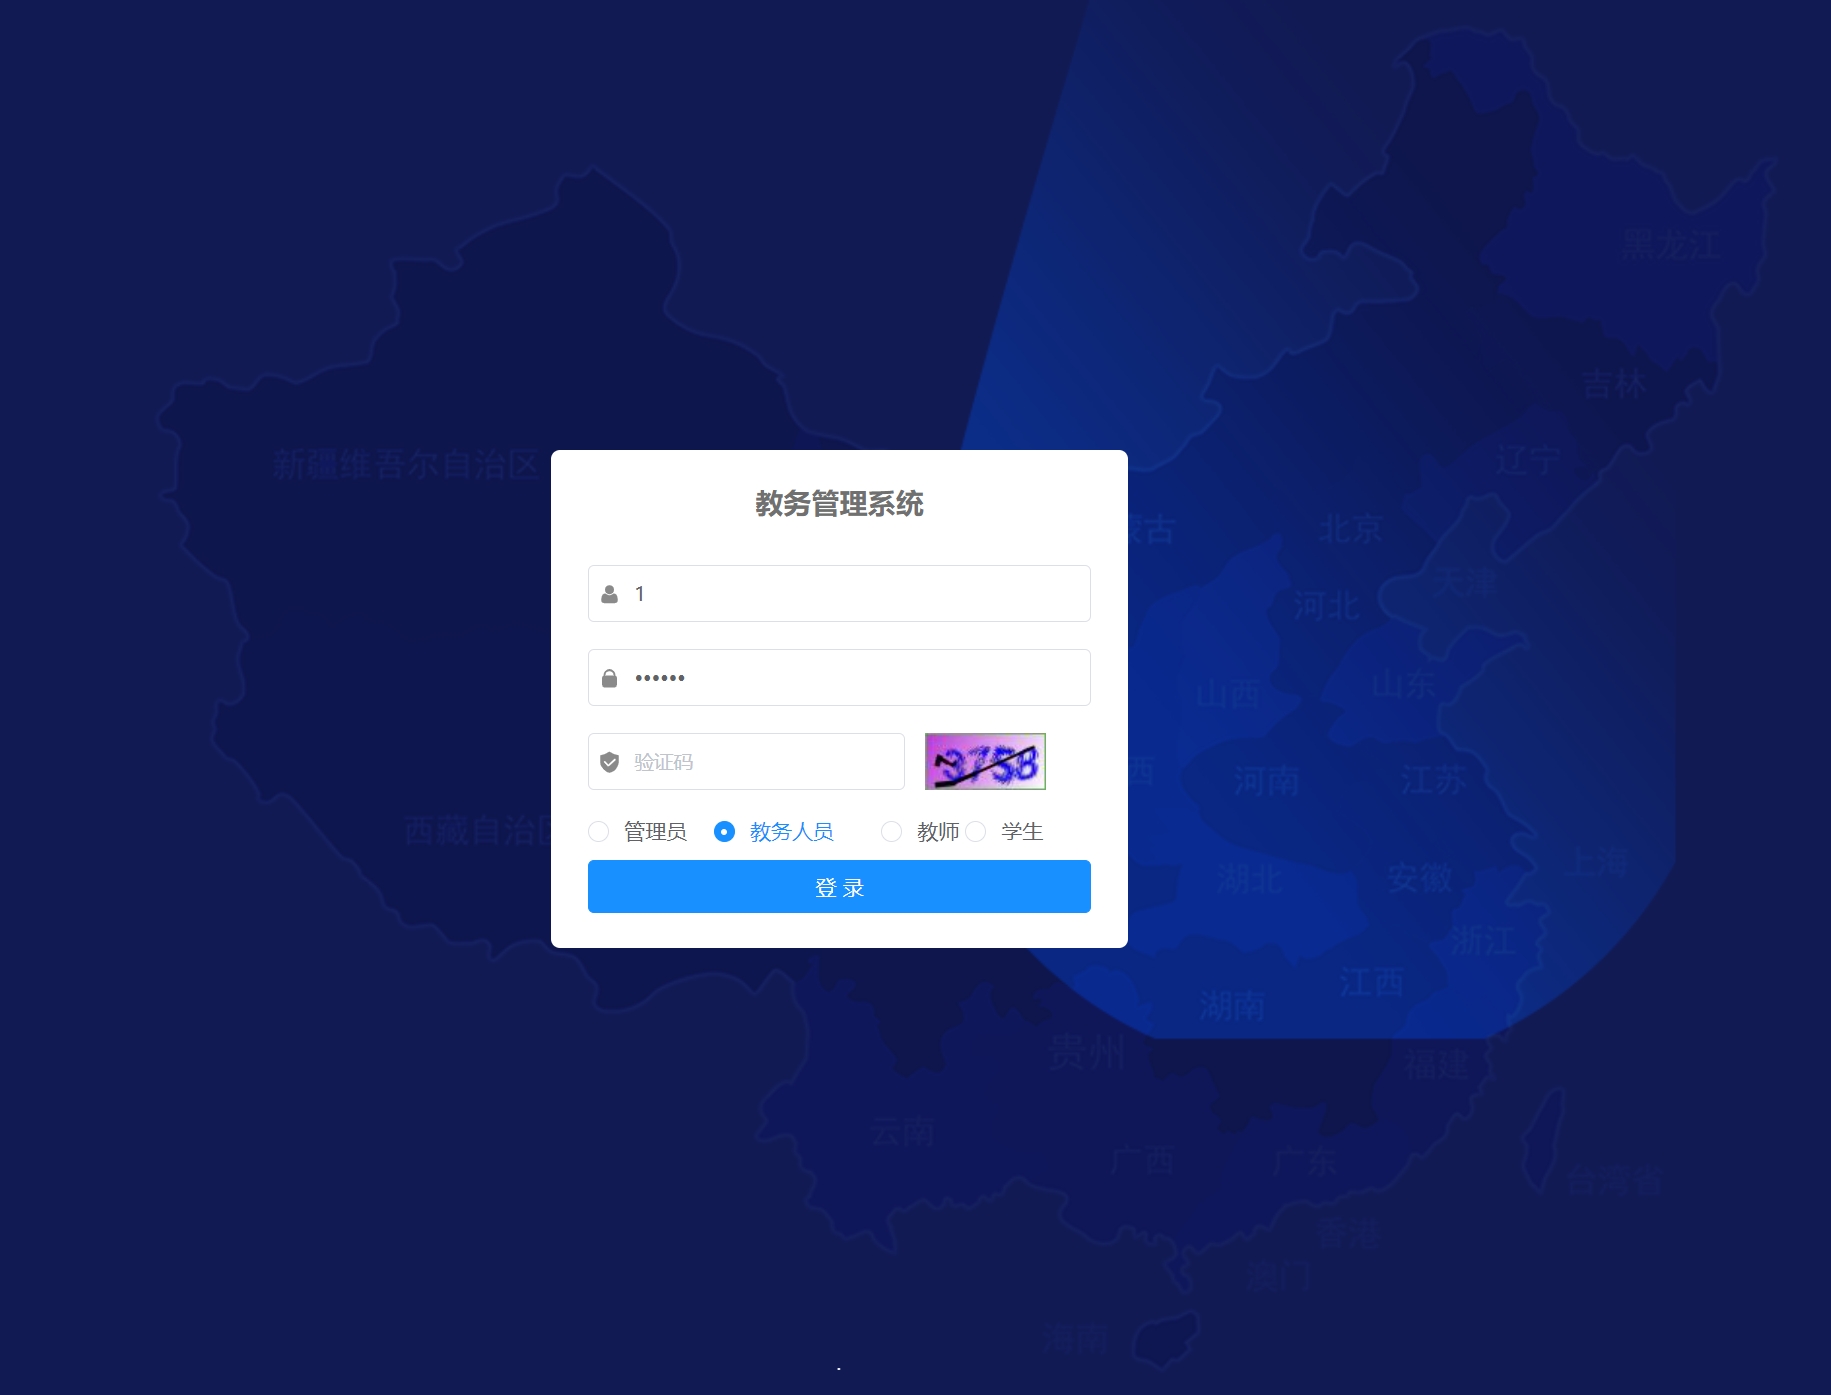 黑龙江
吉林
新疆维吾尔自治区
辽宁
教务管理系统
蒙古
北京
天津
1
河北
••••••
山东
山西
验证码
3758
西
河南
江苏
管理员
教务人员
教师
学生
西藏自治区
上海
湖北
安徽
登 录
浙江
江西
湖南
贵州
福建
云南
广西
广东
台湾省
香港
澳门
海南